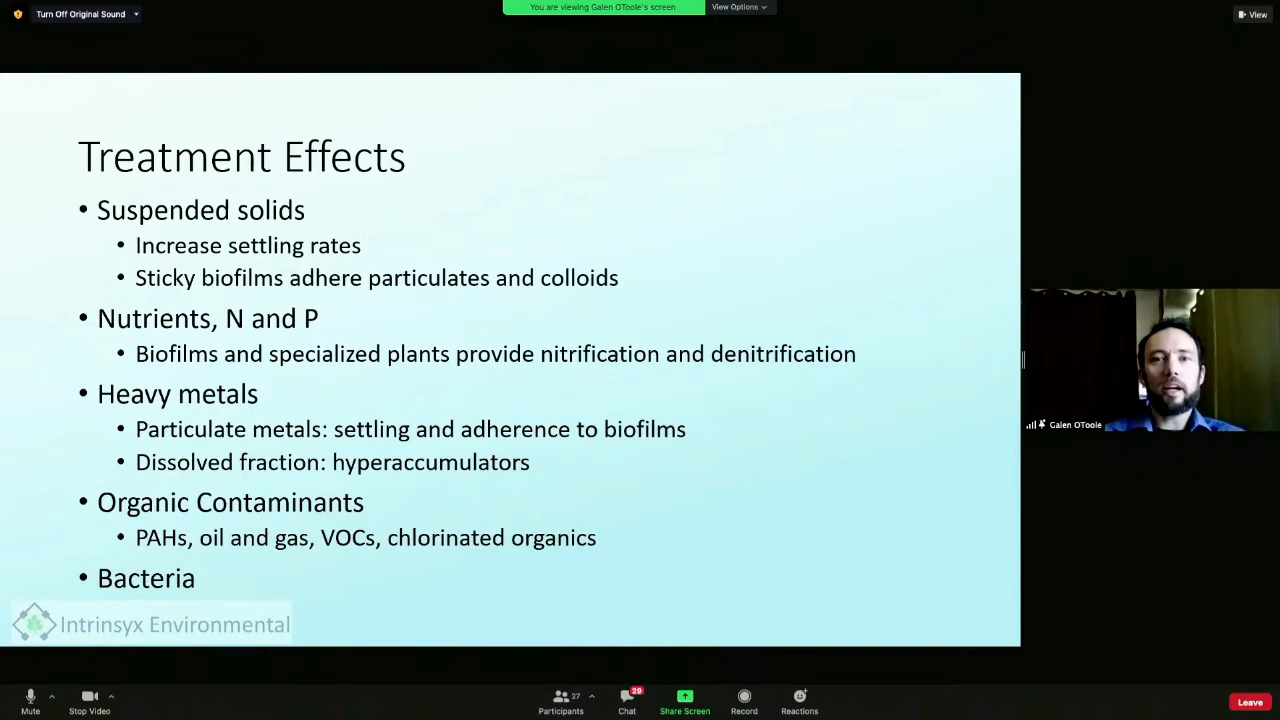 Turn Off Original Sound
You are viewing Galen OToole's screen
View Options
View
Treatment Effects
• Suspended solids
• Increase settling rates
• Sticky biofilms adhere particulates and colloids
• Nutrients, N and P
• Biofilms and specialized plants provide nitrification and denitrification
• Heavy metals
• Particulate metals: settling and adherence to biofilms
• Dissolved fraction: hyperaccumulators
• Organic Contaminants
• PAHs, oil and gas, VOCs, chlorinated organics
• Bacteria
Intrinsyx Environmental
Galen OToole
Mute
Stop Video
27
Participants
29
Chat
Share Screen
Record
Reactions
Leave